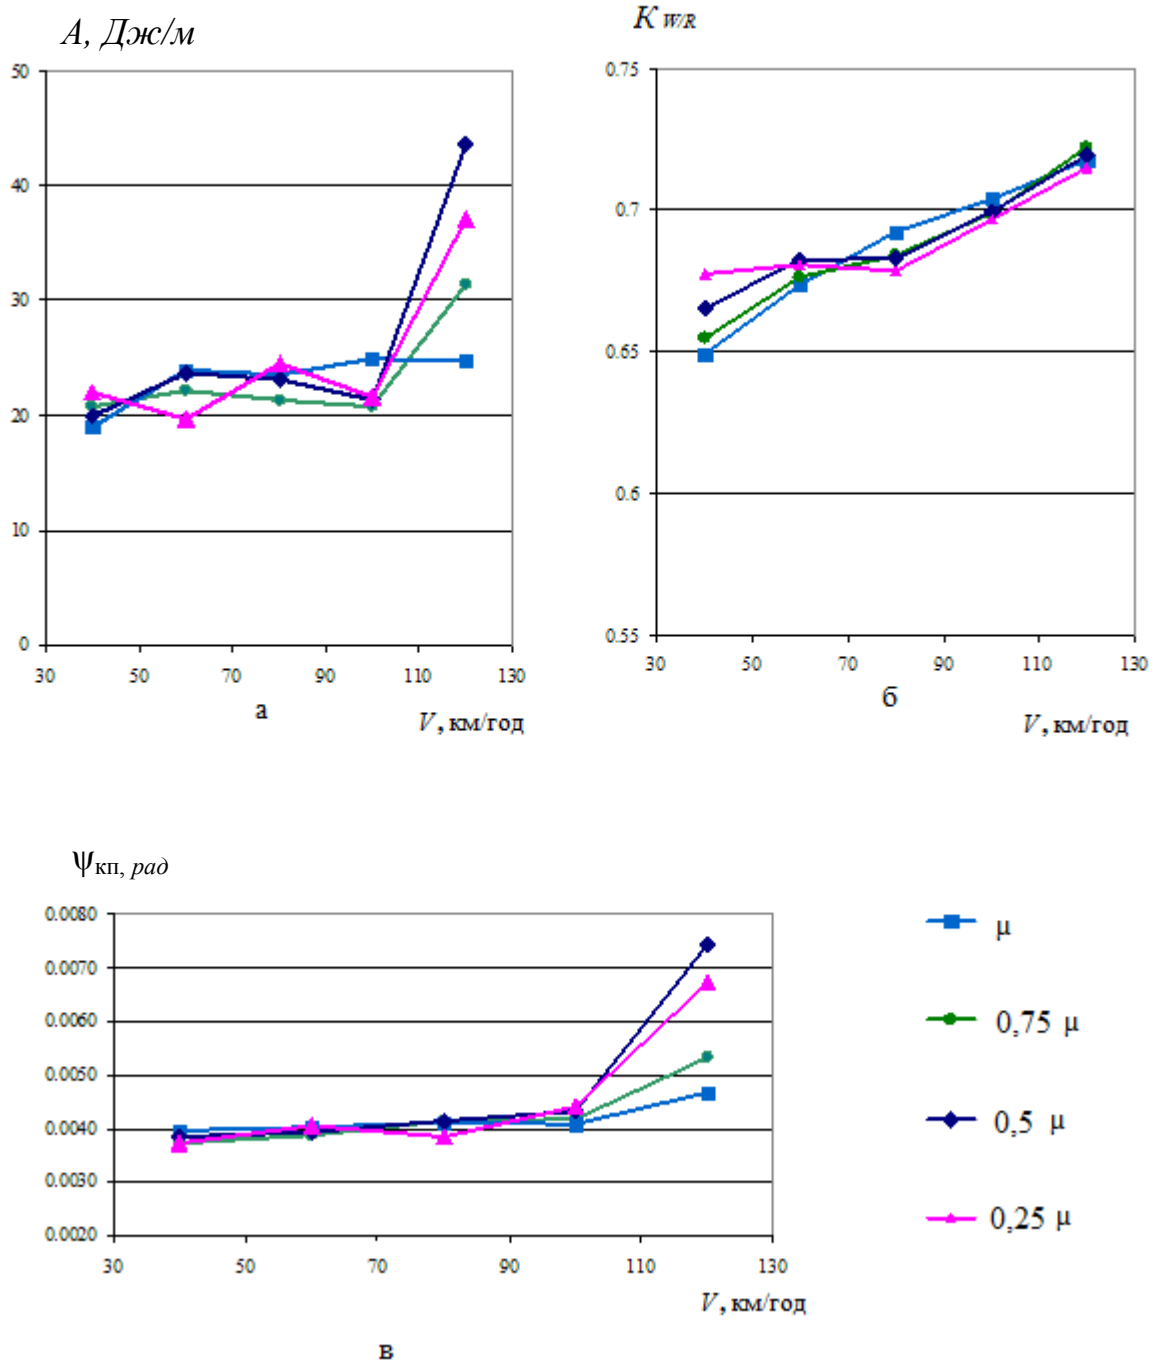 А, Дж/м
50
40
30
20
10
0
30 50 70 90 110 130
а
V, км/год
K W/R
0.75
0.7
0.65
0.6
0.55
30 50 70 90 110 130
б
V, км/год
ψкп, рад
0.0080
0.0070
0.0060
0.0050
0.0040
0.0030
0.0020
30 50 70 90 110 130
V, км/год
в
μ
0,75 μ
0,5 μ
0,25 μ